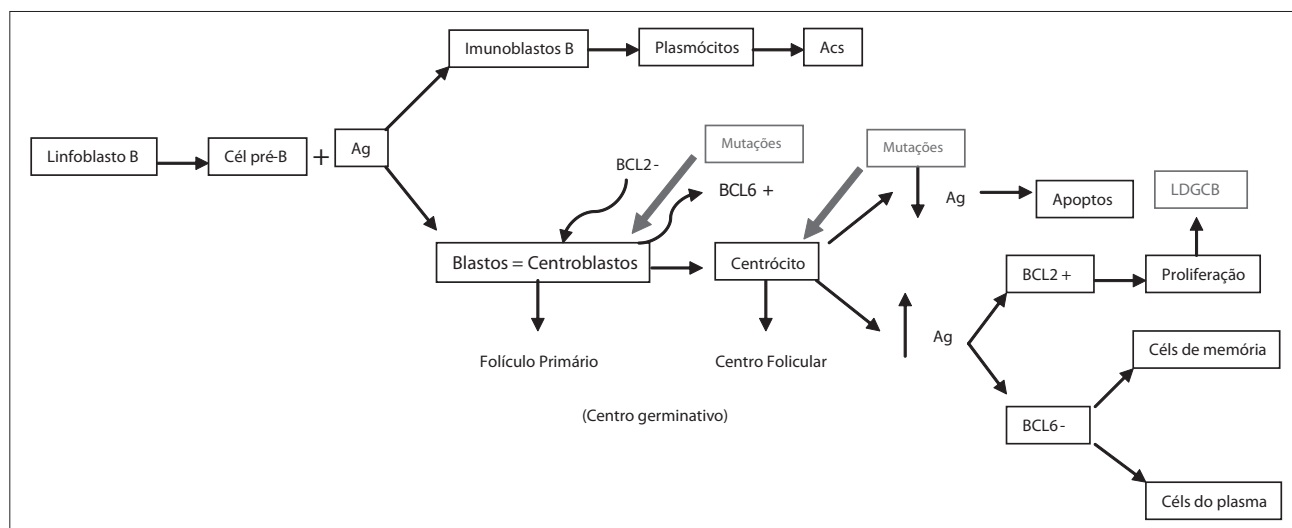 Imunoblastos B
Plasmócitos
Acs
Linfoblasto B
Cél pré-B
+
Ag
BCL2-
Mutações
BCL6 +
Mutações
Ag
Apoptos
LDGCB
Blastos = Centroblastos
Centrócito
BCL2 +
Proliferação
Folículo Primário
Centro Folicular
Ag
Céls de memória
(Centro germinativo)
BCL6-
Céls do plasma